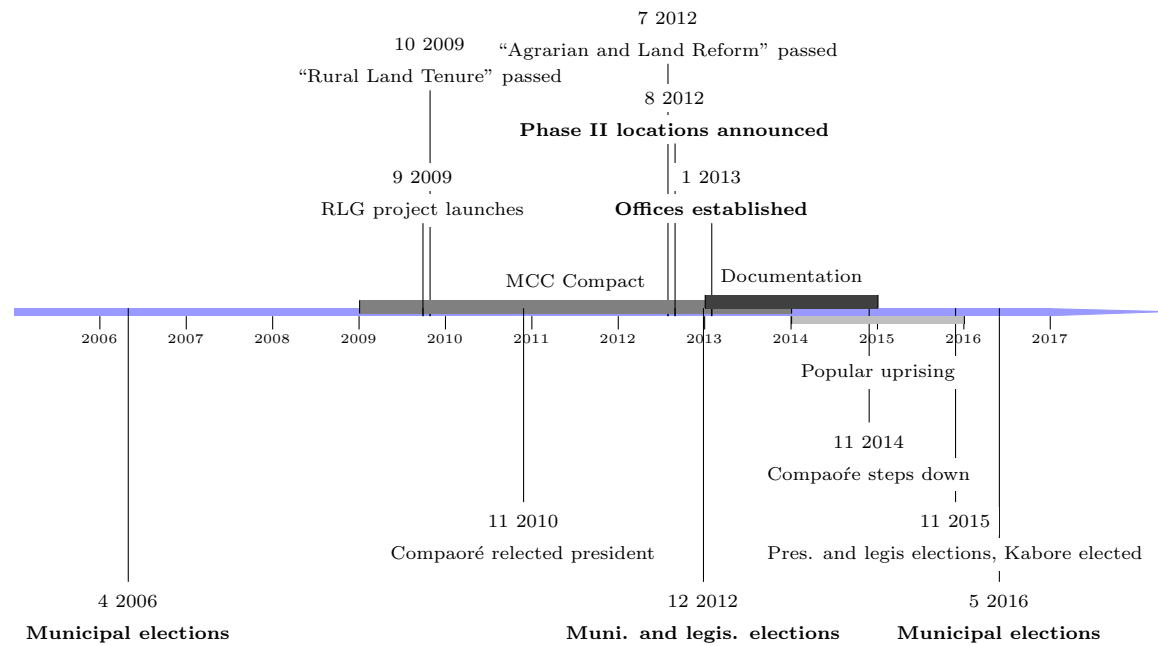 7 2012
10 2009
“Agrarian and Land Reform” passed
“Rural Land Tenure” passed
8 2012
Phase II locations announced
9 2009
1 2013
RLG project launches
Offices established
MCC Compact
Documentation
2006 2007 2008 2009 2010 2011 2012 2013 2014 2015 2016 2017
Popular uprising
11 2014
Compaoŕe steps down
11 2010
11 2015
Compaoré relected president
Pres. and legis elections, Kabore elected
4 2006
12 2012
5 2016
Municipal elections
Muni. and legis. elections
Municipal elections